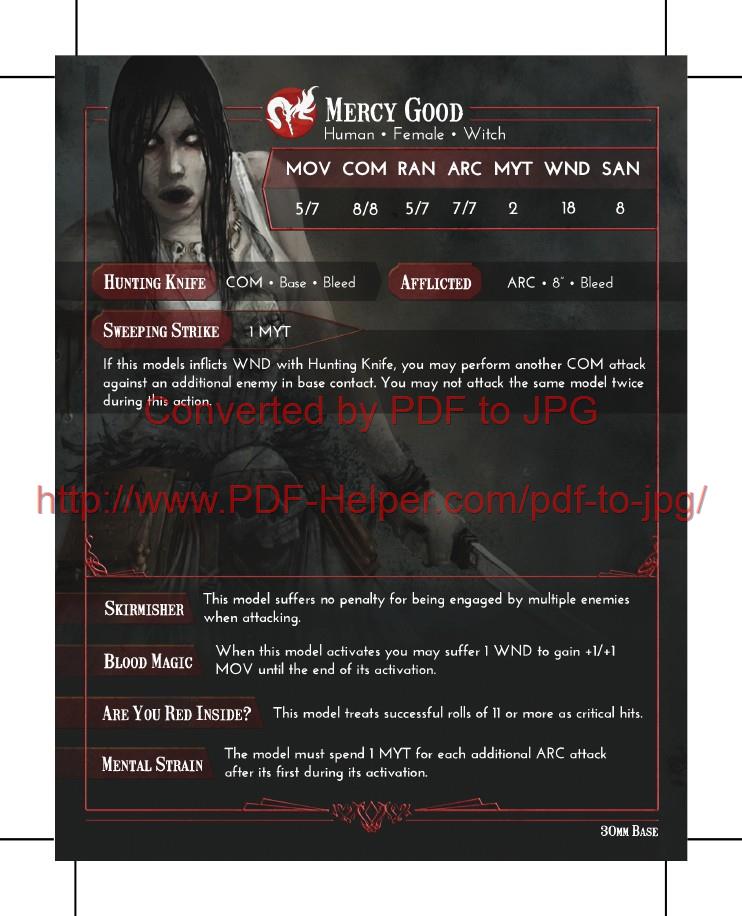 MERCY GOOD
Human • Female • Witch
MOV COM RAN ARC MYT WND SAN
5/7 8/8 5/7 7/7 2 18 8
HUNTING KNIFE COM • Base • Bleed AFFLICTED ARC • 8" • Bleed
SWEEPING STRIKE 1 MYT
If this models inflicts WND with Hunting Knife, you may perform another COM attack
against an additional enemy in base contact. You may not attack the same model twice
during this action.
Converted by PDF to JPG
http://www.PDF-Helper.com/pdf-to-jpg/
SKIRMISHER This model suffers no penalty for being engaged by multiple enemies
when attacking.
BLOOD MAGIC When this model activates you may suffer 1 WND to gain +1/+1
MOV until the end of its activation.
ARE YOU RED INSIDE? This model treats successful rolls of 11 or more as critical hits.
MENTAL STRAIN The model must spend 1 MYT for each additional ARC attack
after its first during its activation.
30MM BASE